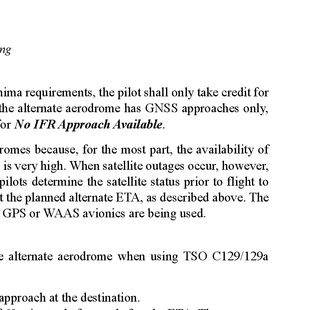 ng
nima requirements, the pilot shall only take credit for
the alternate aerodrome has GNSS approaches only,
for No IFR Approach Available.
romes because, for the most part, the availability of
is very high. When satellite outages occur, however,
pilots determine the satellite status prior to flight to
t the planned alternate ETA, as described above. The
GPS or WAAS avionics are being used.
e alternate aerodrome when using TSO C129/129a
approach at the destination.